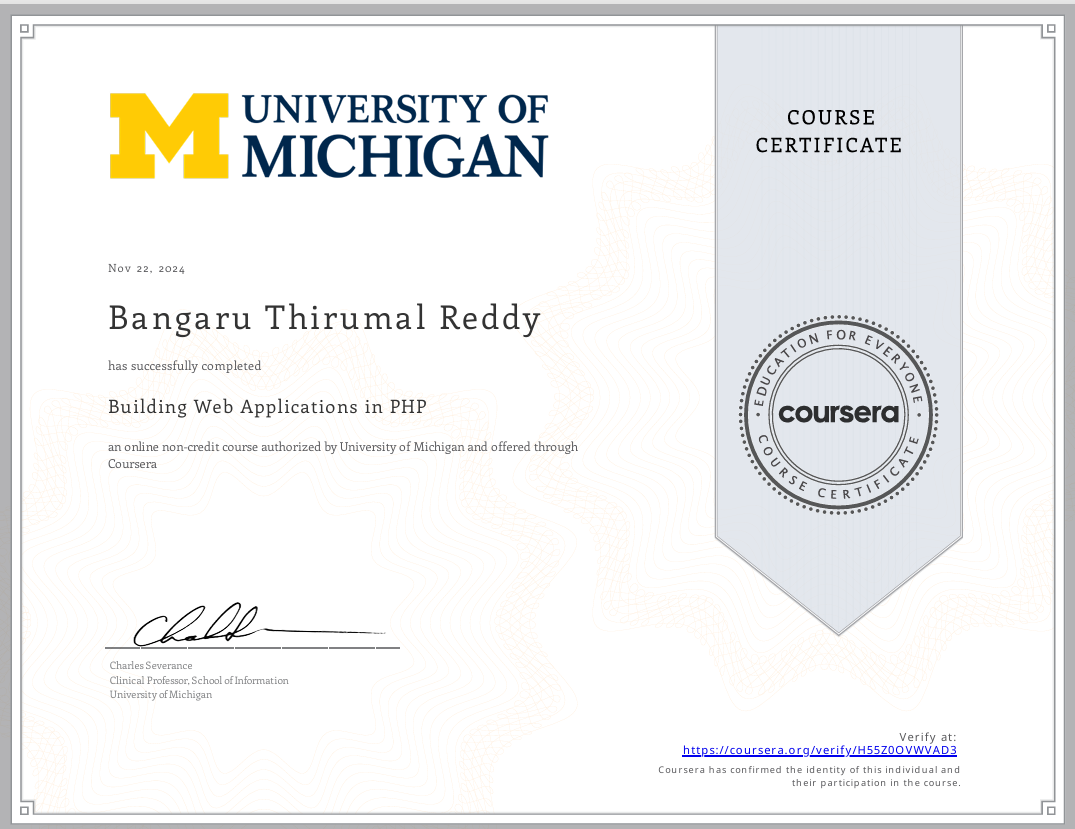 UNIVERSITY OF
MICHIGAN
COURSE
CERTIFICATE
Nov 22, 2024
Bangaru Thirumal Reddy
has successfully completed
Building Web Applications in PHP
an online non-credit course authorized by University of Michigan and offered through
Coursera
EDUCATION FOR EVERYONE
coursera
COURSE CERTIFICATE
Charles Severance
Clinical Professor, School of Information
University of Michigan
Verify at:
https://coursera.org/verify/H55Z0OVWVAD3
Coursera has confirmed the identity of this individual and
their participation in the course.